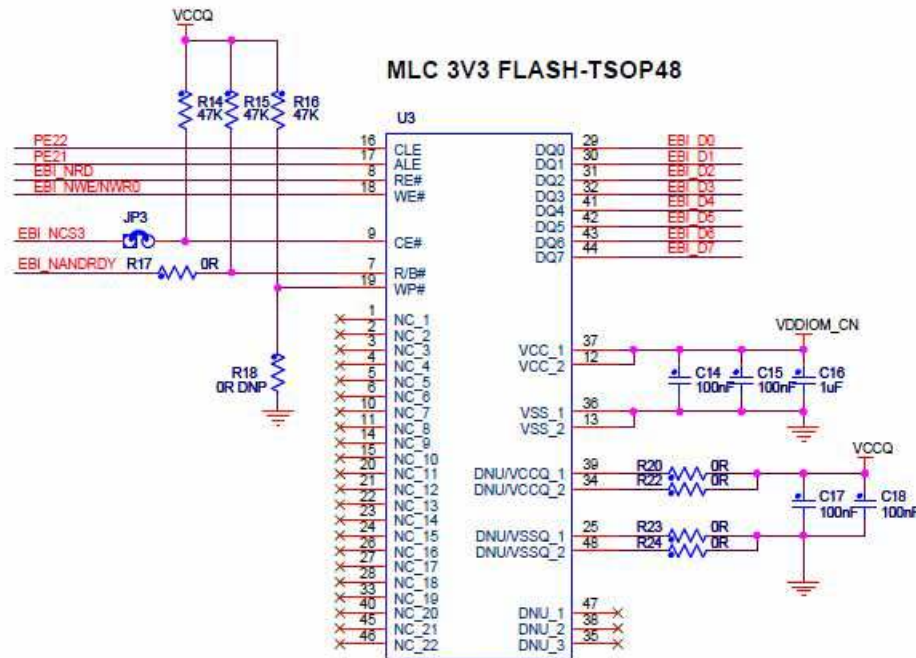 VCCQ
MLC 3V3 FLASH-TSOP48
R14 R15 R16
47K 47K 47K
U3
PE22 16 CLE DQ0 29 EBI_D0
PE21 17 ALE DQ1 30 EBI_D1
EBI_NRD 8 RE# DQ2 31 EBI_D2
EBI_NWE/NWR0 18 WE# DQ3 32 EBI_D3
DQ4 41 EBI_D4
JP3 DQ5 42 EBI_D5
EBI_NCS3 9 CE# DQ6 43 EBI_D6
DQ7 44 EBI_D7
EBI_NANDRDY R17 0R 7 R/B#
19 WP#
1 NC_1
2 NC_2 VDDIOM_CN
3 NC_3 VCC_1 37
4 NC_4 VCC_2 12
R18 5 NC_5 C14 C15 C16
0R DNP 6 NC_6 100nF 100nF 1uF
10 NC_7 VSS_1 36
11 NC_8 VSS_2 13
14 NC_9
15 NC_10 VCCQ
20 NC_11 DNU/VCCQ_1 39 R20 0R
21 NC_12 DNU/VCCQ_2 34 R22 0R
22 NC_13 C17 C18
23 NC_14 100nF 100nF
24 NC_15 DNU/VSSQ_1 25 R23 0R
26 NC_16 DNU/VSSQ_2 48 R24 0R
27 NC_17
28 NC_18
33 NC_19
40 NC_20 DNU_1 47
45 NC_21 DNU_2 38
46 NC_22 DNU_3 35